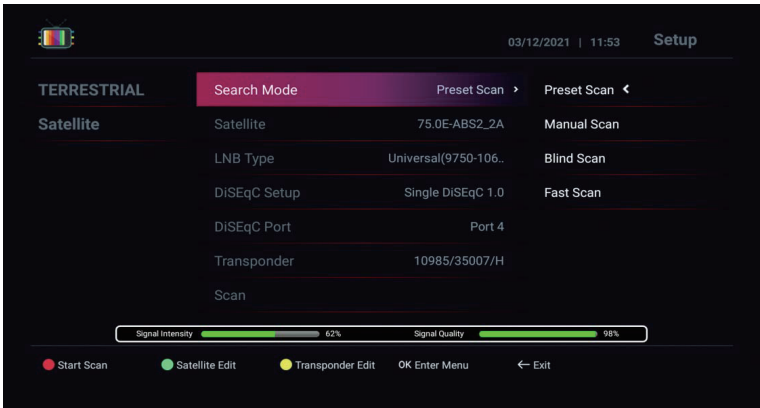 03/12/2021 | 11:53 Setup
TERRESTRIAL
Satellite
Search Mode Preset Scan >
Satellite 75.0E-ABS2_2A
LNB Type Universal(9750-106..
DiSEqC Setup Single DiSEqC 1.0
DiSEqC Port Port 4
Transponder 10985/35007/H
Scan
Preset Scan <
Manual Scan
Blind Scan
Fast Scan
Signal Intensity 62% Signal Quality 98%
Start Scan Satellite Edit Transponder Edit OK Enter Menu ← Exit